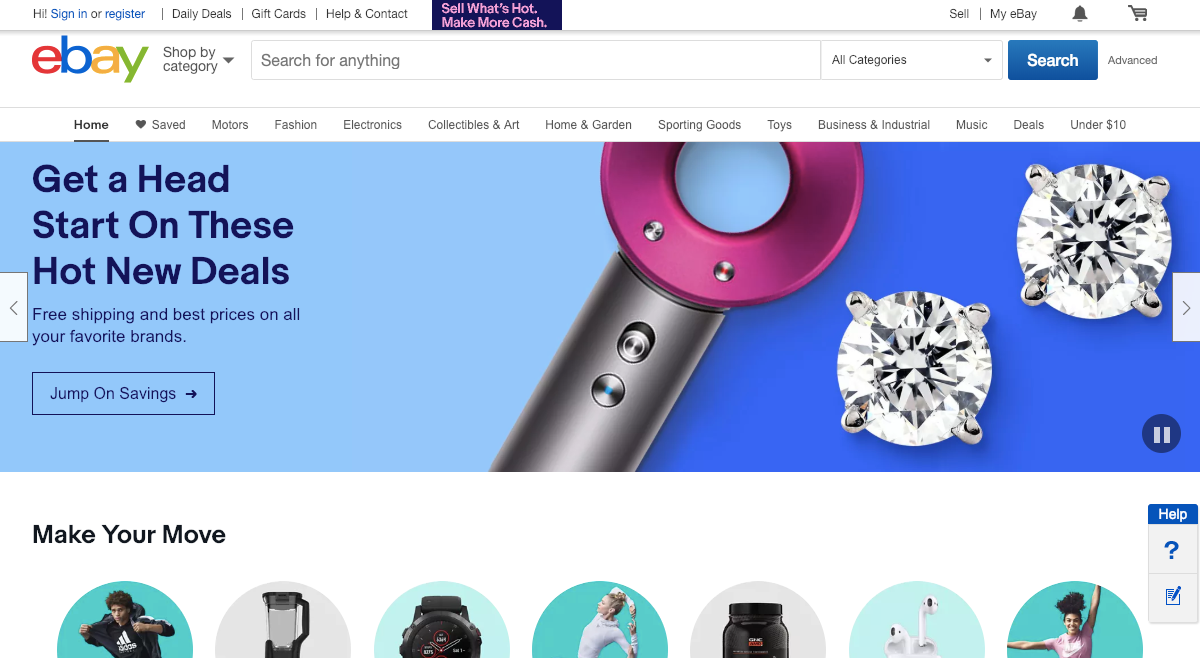 Hi! Sign in or register | Daily Deals | Gift Cards | Help & Contact
Sell What's Hot.
Make More Cash.
Sell | My eBay
ebay
Shop by
category
Search for anything
All Categories
Search
Advanced
Home
Saved
Motors
Fashion
Electronics
Collectibles & Art
Home & Garden
Sporting Goods
Toys
Business & Industrial
Music
Deals
Under $10
Get a Head
Start On These
Hot New Deals
Free shipping and best prices on all
your favorite brands.
Jump On Savings →
Help
?
Make Your Move
adidas
GNC